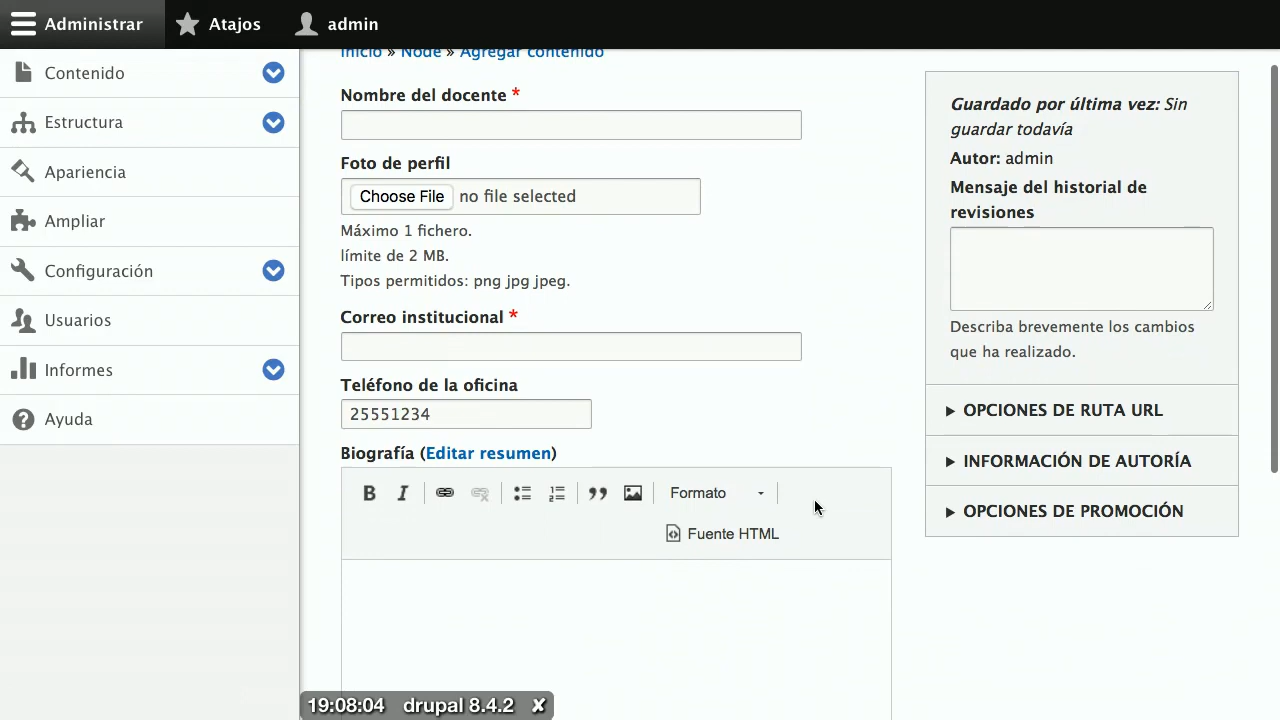 Administrar
Atajos
admin
Contenido
Estructura
Apariencia
Ampliar
Configuración
Usuarios
Informes
Ayuda
Inicio » Node » Agregar contenido
Nombre del docente *
Foto de perfil
Choose File no file selected
Máximo 1 fichero.
límite de 2 MB.
Tipos permitidos: png jpg jpeg.
Correo institucional *
Teléfono de la oficina
25551234
Biografía (Editar resumen)
B I
Formato
Fuente HTML
Guardado por última vez: Sin
guardar todavía
Autor: admin
Mensaje del historial de
revisiones
Describa brevemente los cambios
que ha realizado.
OPCIONES DE RUTA URL
INFORMACIÓN DE AUTORÍA
OPCIONES DE PROMOCIÓN
19:08:04 drupal 8.4.2 ✘